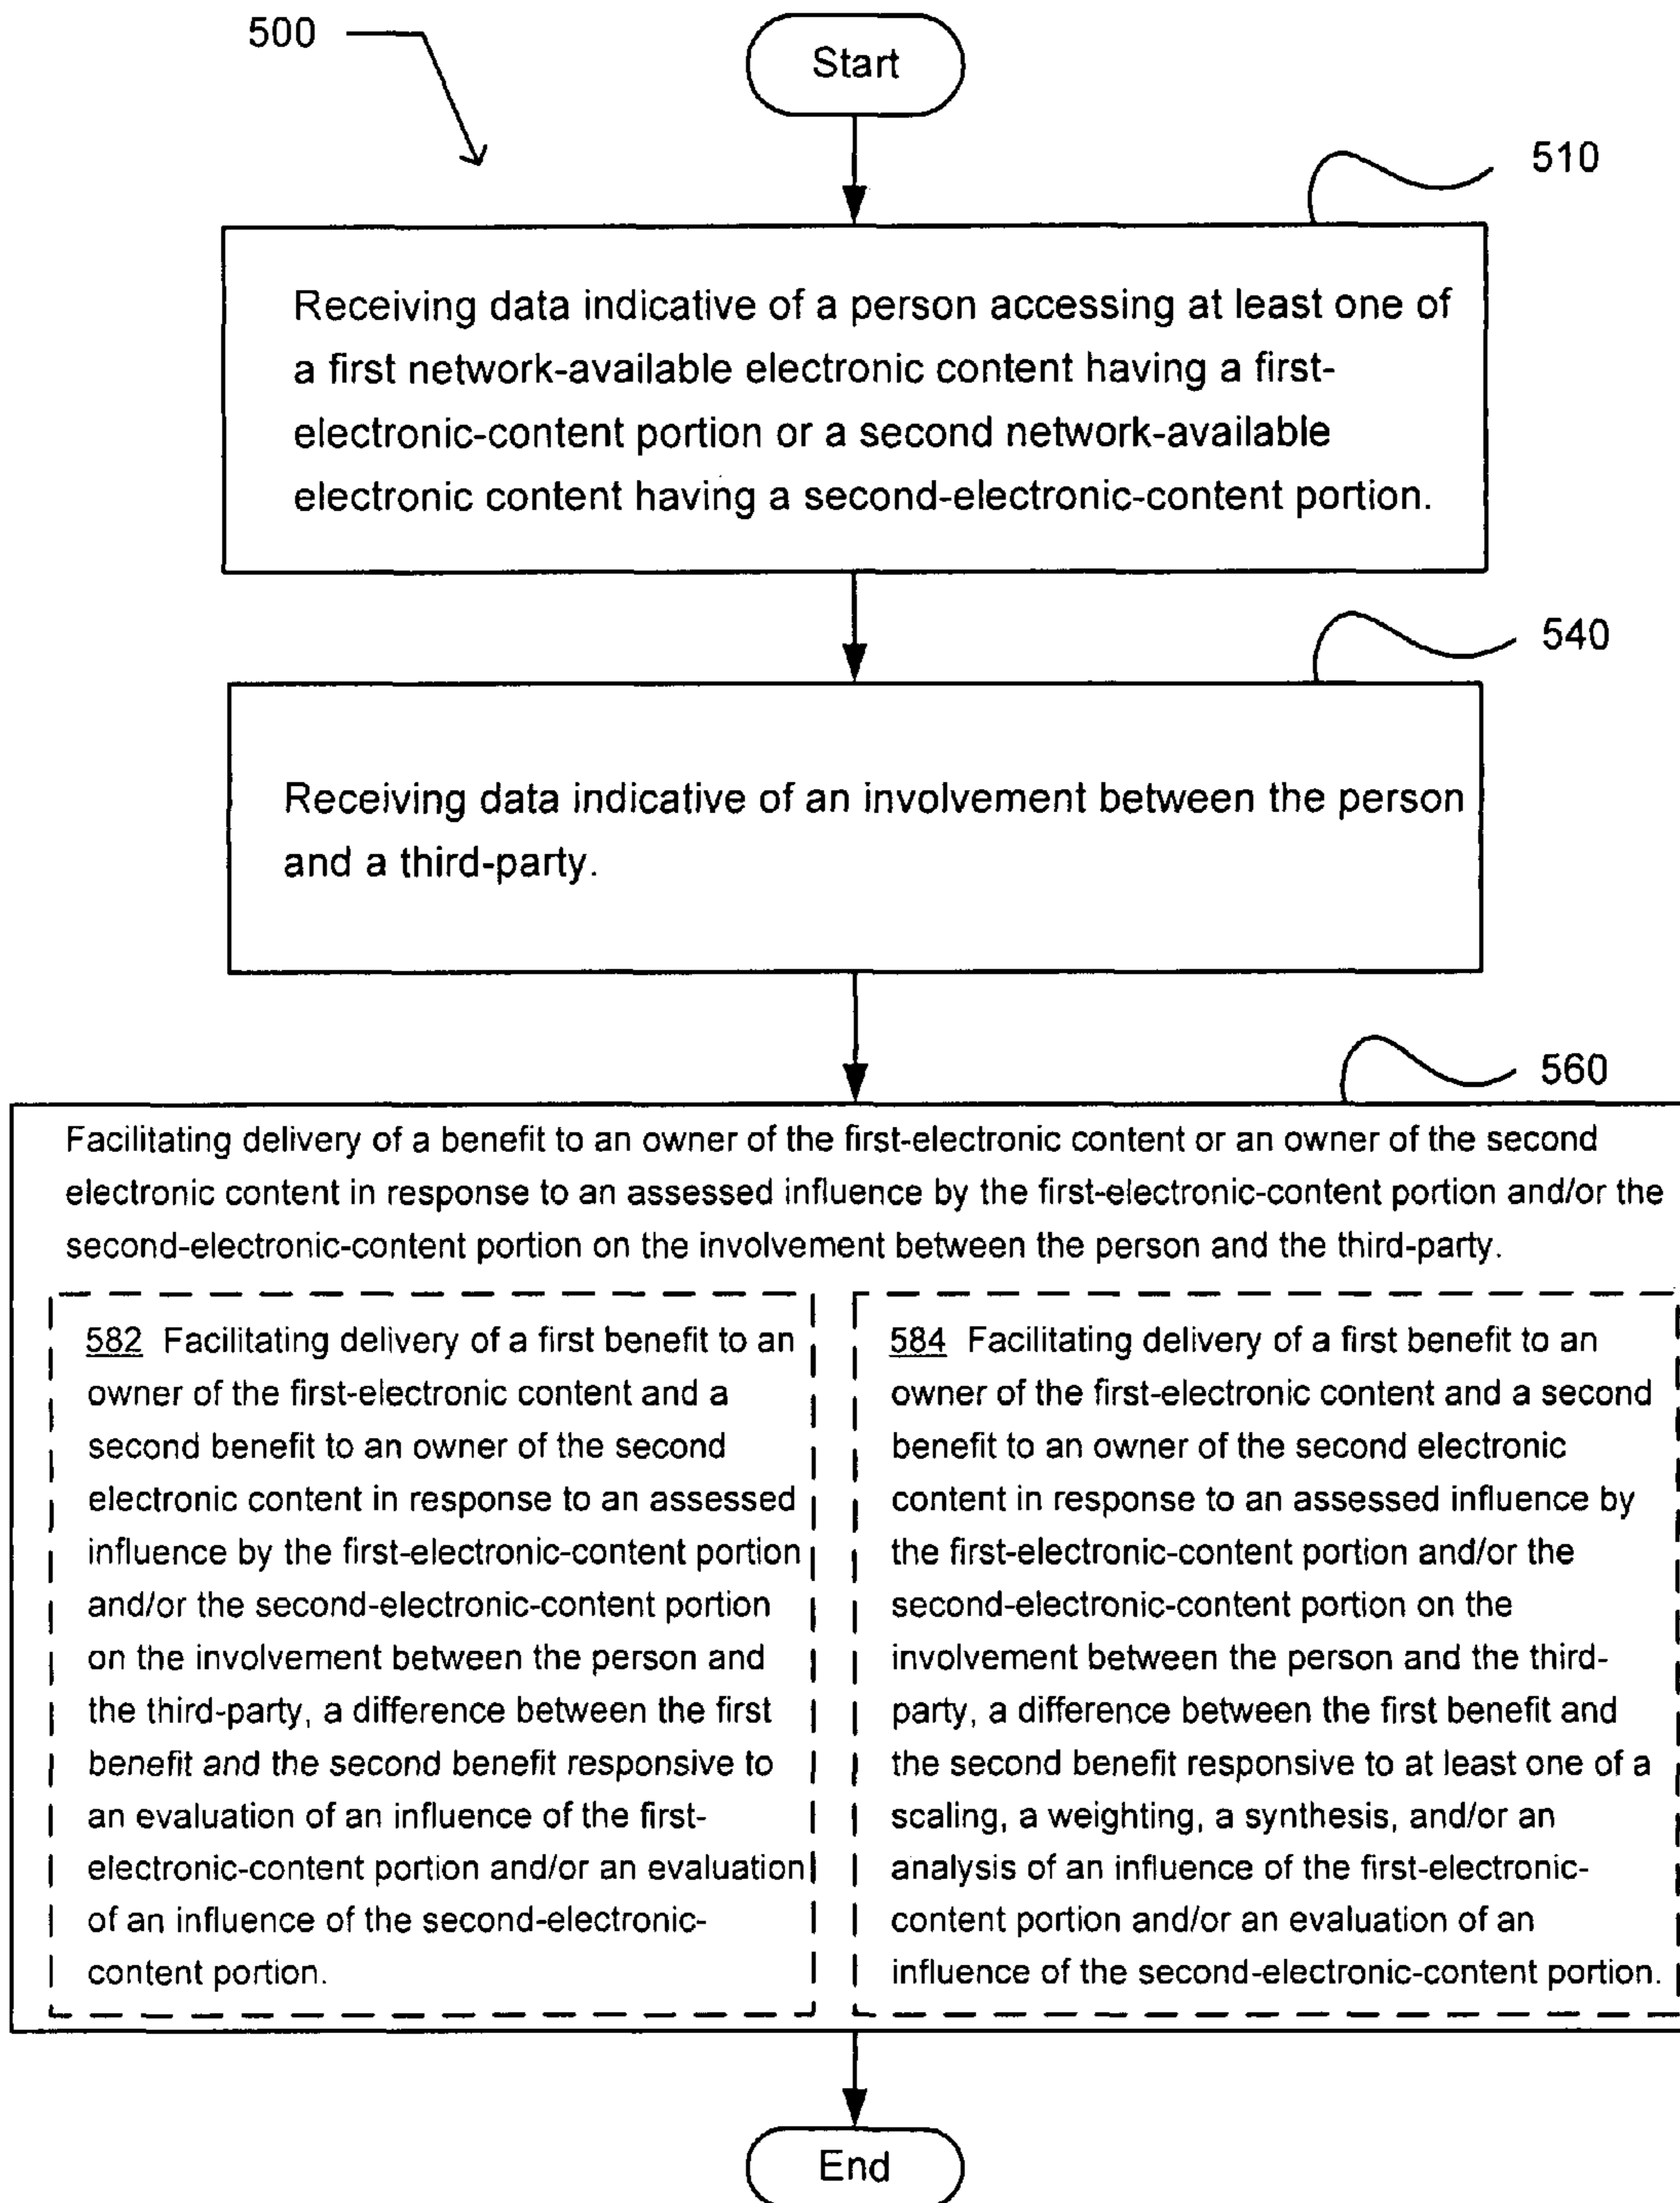 500
Start
510
Receiving data indicative of a person accessing at least one of
a first network-available electronic content having a first-
electronic-content portion or a second network-available
electronic content having a second-electronic-content portion.
540
Receiving data indicative of an involvement between the person
and a third-party.
560
Facilitating delivery of a benefit to an owner of the first-electronic content or an owner of the second
electronic content in response to an assessed influence by the first-electronic-content portion and/or the
second-electronic-content portion on the involvement between the person and the third-party.
582 Facilitating delivery of a first benefit to an
owner of the first-electronic content and a
second benefit to an owner of the second
electronic content in response to an assessed
influence by the first-electronic-content portion
and/or the second-electronic-content portion
on the involvement between the person and
the third-party, a difference between the first
benefit and the second benefit responsive to
an evaluation of an influence of the first-
electronic-content portion and/or an evaluation
of an influence of the second-electronic-
content portion.
584 Facilitating delivery of a first benefit to an
owner of the first-electronic content and a second
benefit to an owner of the second electronic
content in response to an assessed influence by
the first-electronic-content portion and/or the
second-electronic-content portion on the
involvement between the person and the third-
party, a difference between the first benefit and
the second benefit responsive to at least one of a
scaling, a weighting, a synthesis, and/or an
analysis of an influence of the first-electronic-
content portion and/or an evaluation of an
influence of the second-electronic-content portion.
End